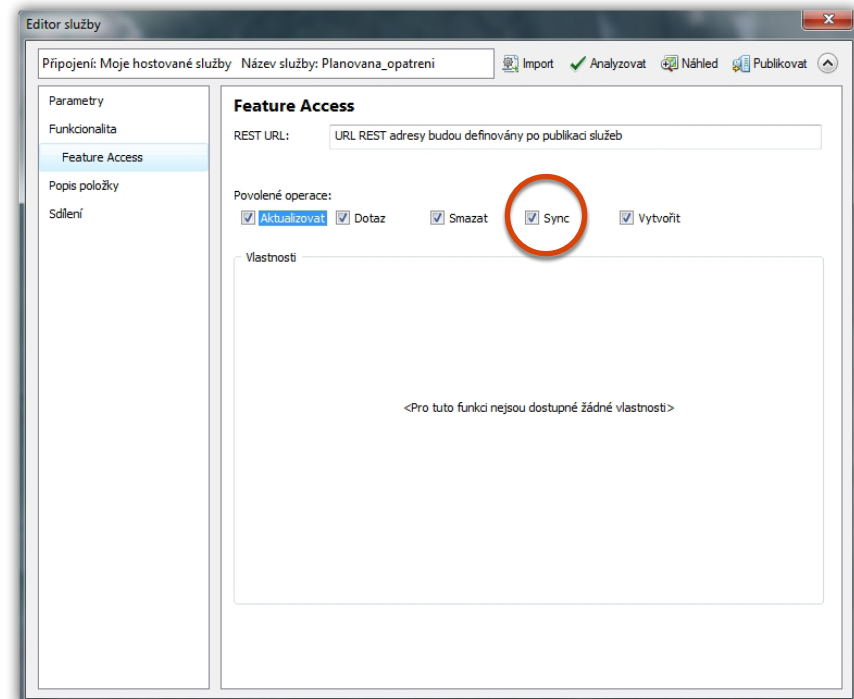 Editor služby
Připojení: Moje hostované služby Název služby: Planovana_opatreni Import Analyzovat Náhled Publikovat
Parametry
Funkcionalita
Feature Access
Popis položky
Sdílení
Feature Access
REST URL: URL REST adresy budou definovány po publikaci služeb
Povolené operace:
Aktualizovat Dotaz Smazat Sync Vytvořit
Vlastnosti
<Pro tuto funkci nejsou dostupné žádné vlastnosti>